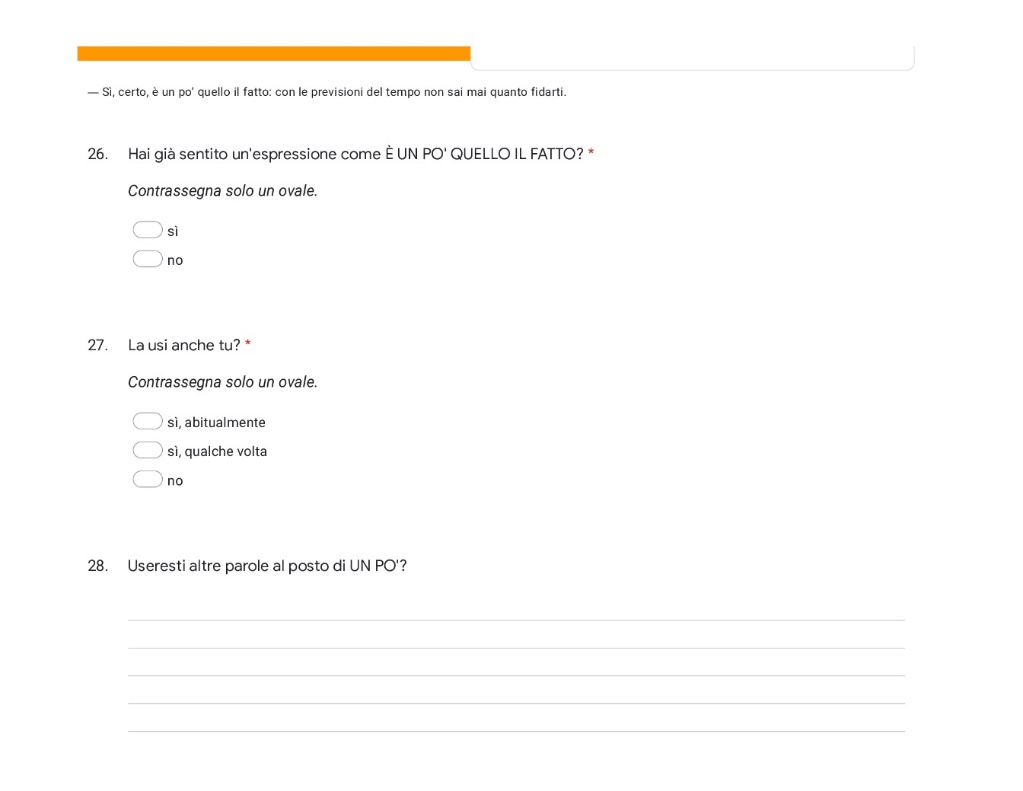 — Sì, certo, è un po' quello il fatto: con le previsioni del tempo non sai mai quanto fidarti.
26. Hai già sentito un'espressione come È UN PO' QUELLO IL FATTO? *
Contrassegna solo un ovale.
sì
no
27. La usi anche tu? *
Contrassegna solo un ovale.
sì, abitualmente
sì, qualche volta
no
28. Useresti altre parole al posto di UN PO'?